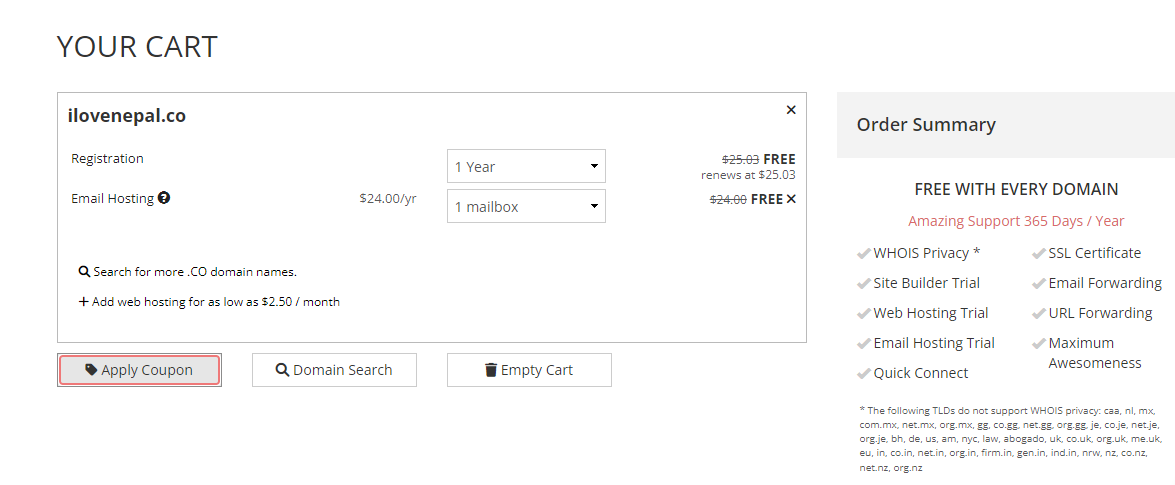 YOUR CART
ilovenepal.co
Registration
1 Year
$25.03 FREE
renews at $25.03
Email Hosting
$24.00/yr
1 mailbox
$24.00 FREE
Search for more .CO domain names.
Add web hosting for as low as $2.50 / month
Apply Coupon
Domain Search
Empty Cart
Order Summary
FREE WITH EVERY DOMAIN
Amazing Support 365 Days / Year
WHOIS Privacy *
Site Builder Trial
Web Hosting Trial
Email Hosting Trial
Quick Connect
SSL Certificate
Email Forwarding
URL Forwarding
Maximum
Awesomeness
* The following TLDs do not support WHOIS privacy: caa, nl, mx,
com.mx, net.mx, org.mx, gg, co.gg, net.gg, org.gg, je, co.je, net.je,
org.je, bh, de, us, am, nyc, law, abogado, uk, co.uk, org.uk, me.uk,
eu, in, co.in, net.in, org.in, firm.in, gen.in, ind.in, nrw, nz, co.nz,
net.nz, org.nz